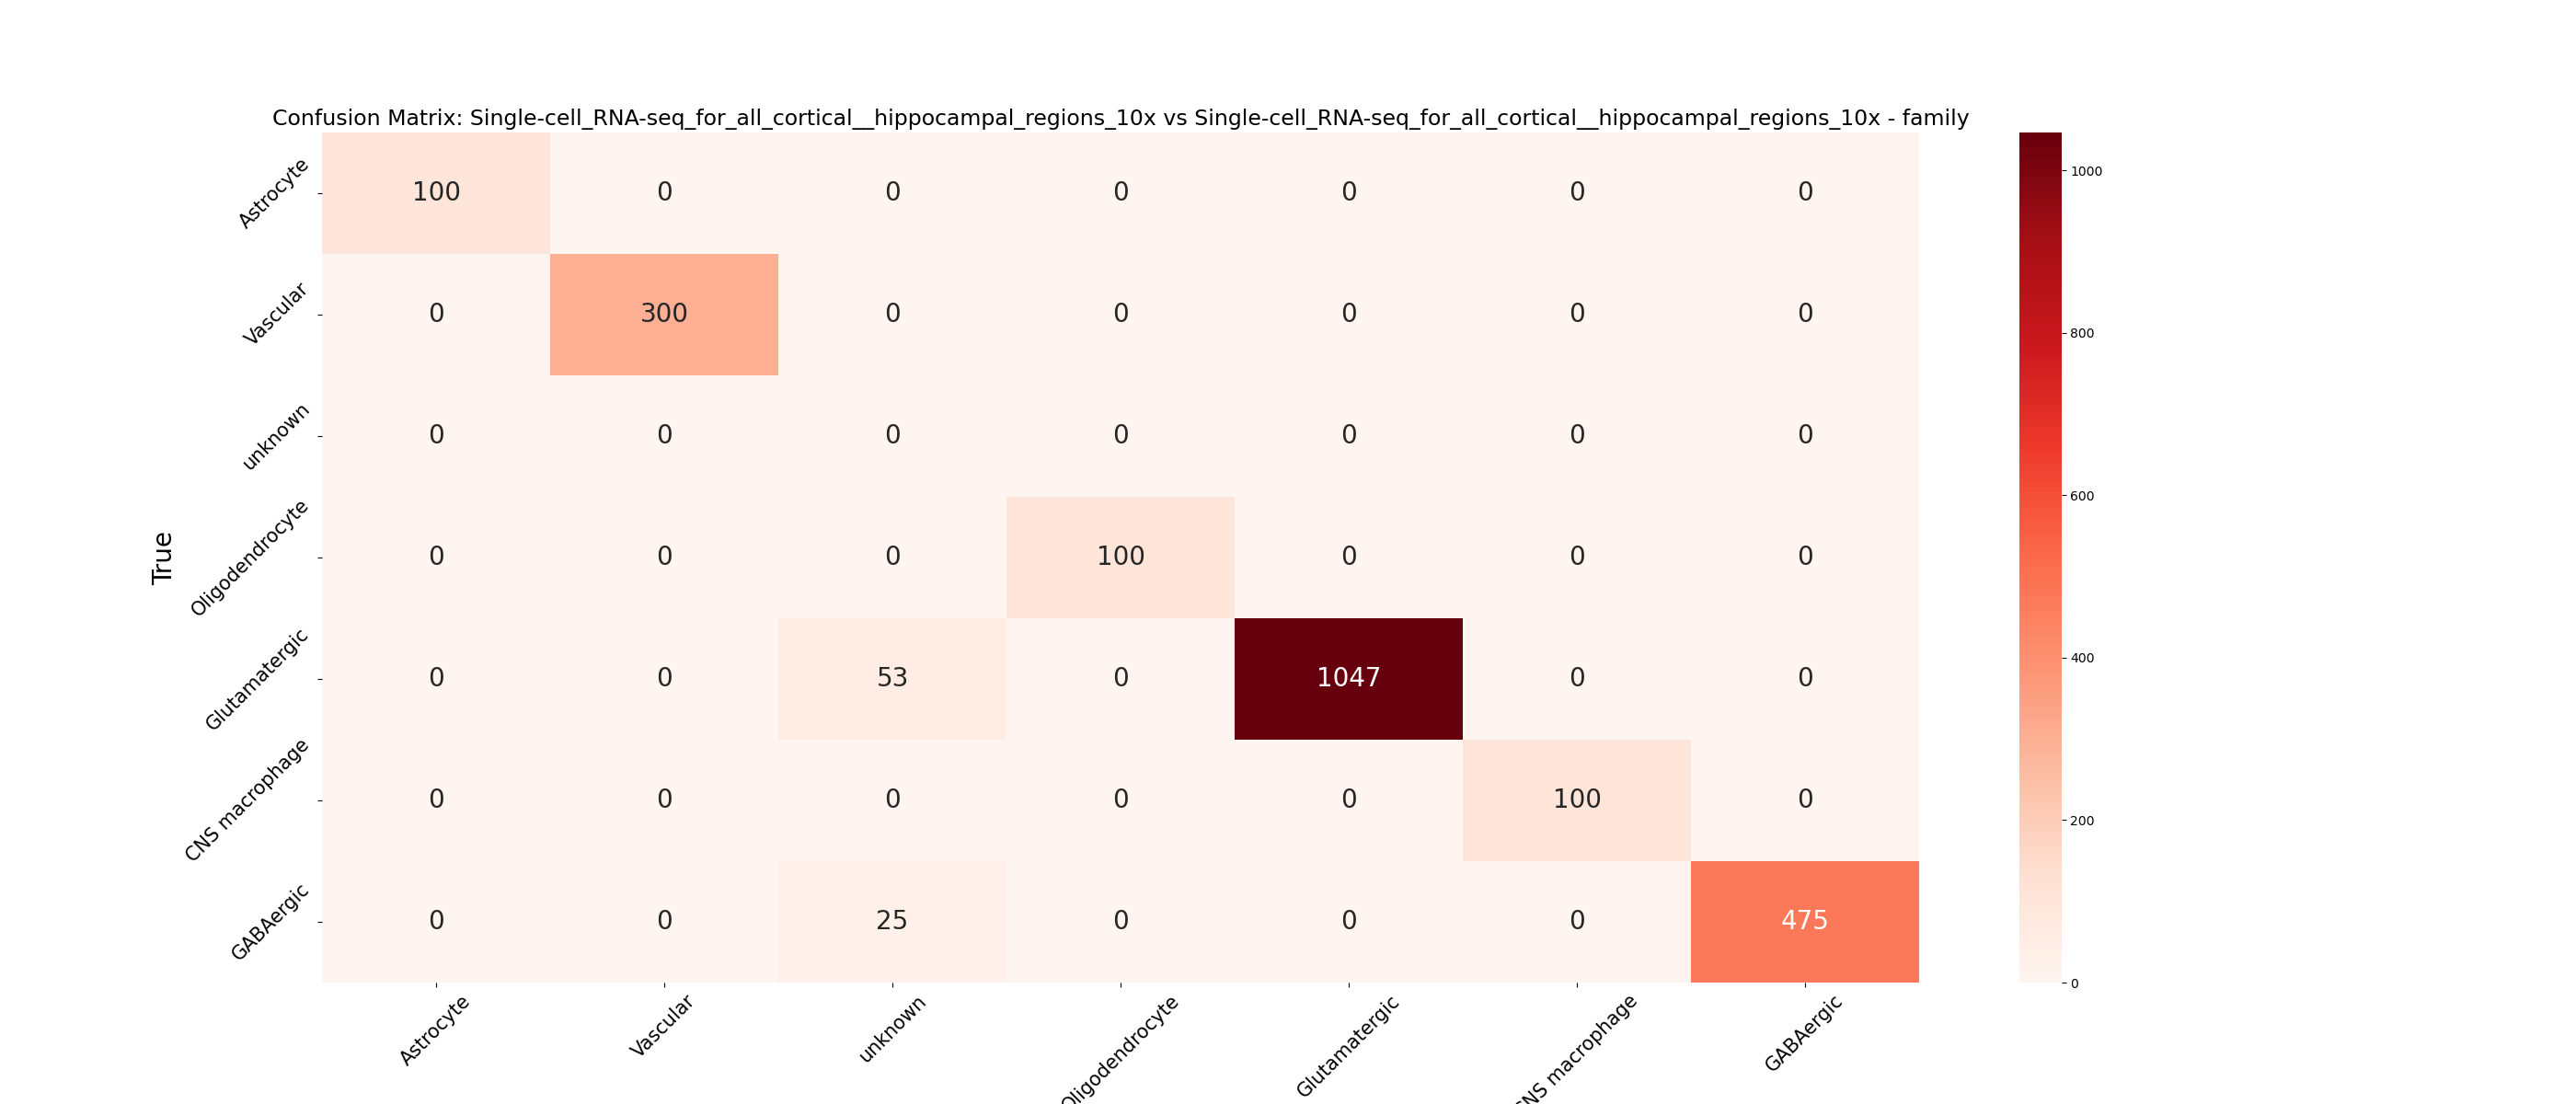 Confusion Matrix: Single-cell_RNA-seq_for_all_cortical__hippocampal_regions_10x vs Single-cell_RNA-seq_for_all_cortical__hippocampal_regions_10x - family
True
Astrocyte 100 0 0 0 0 0 0
Vascular 0 300 0 0 0 0 0
unknown 0 0 0 0 0 0 0
Oligodendrocyte 0 0 0 100 0 0 0
Glutamatergic 0 0 53 0 1047 0 0
CNS macrophage 0 0 0 0 0 100 0
GABAergic 0 0 25 0 0 0 475
Astrocyte Vascular unknown Oligodendrocyte Glutamatergic CNS macrophage GABAergic
1000
800
600
400
200
0